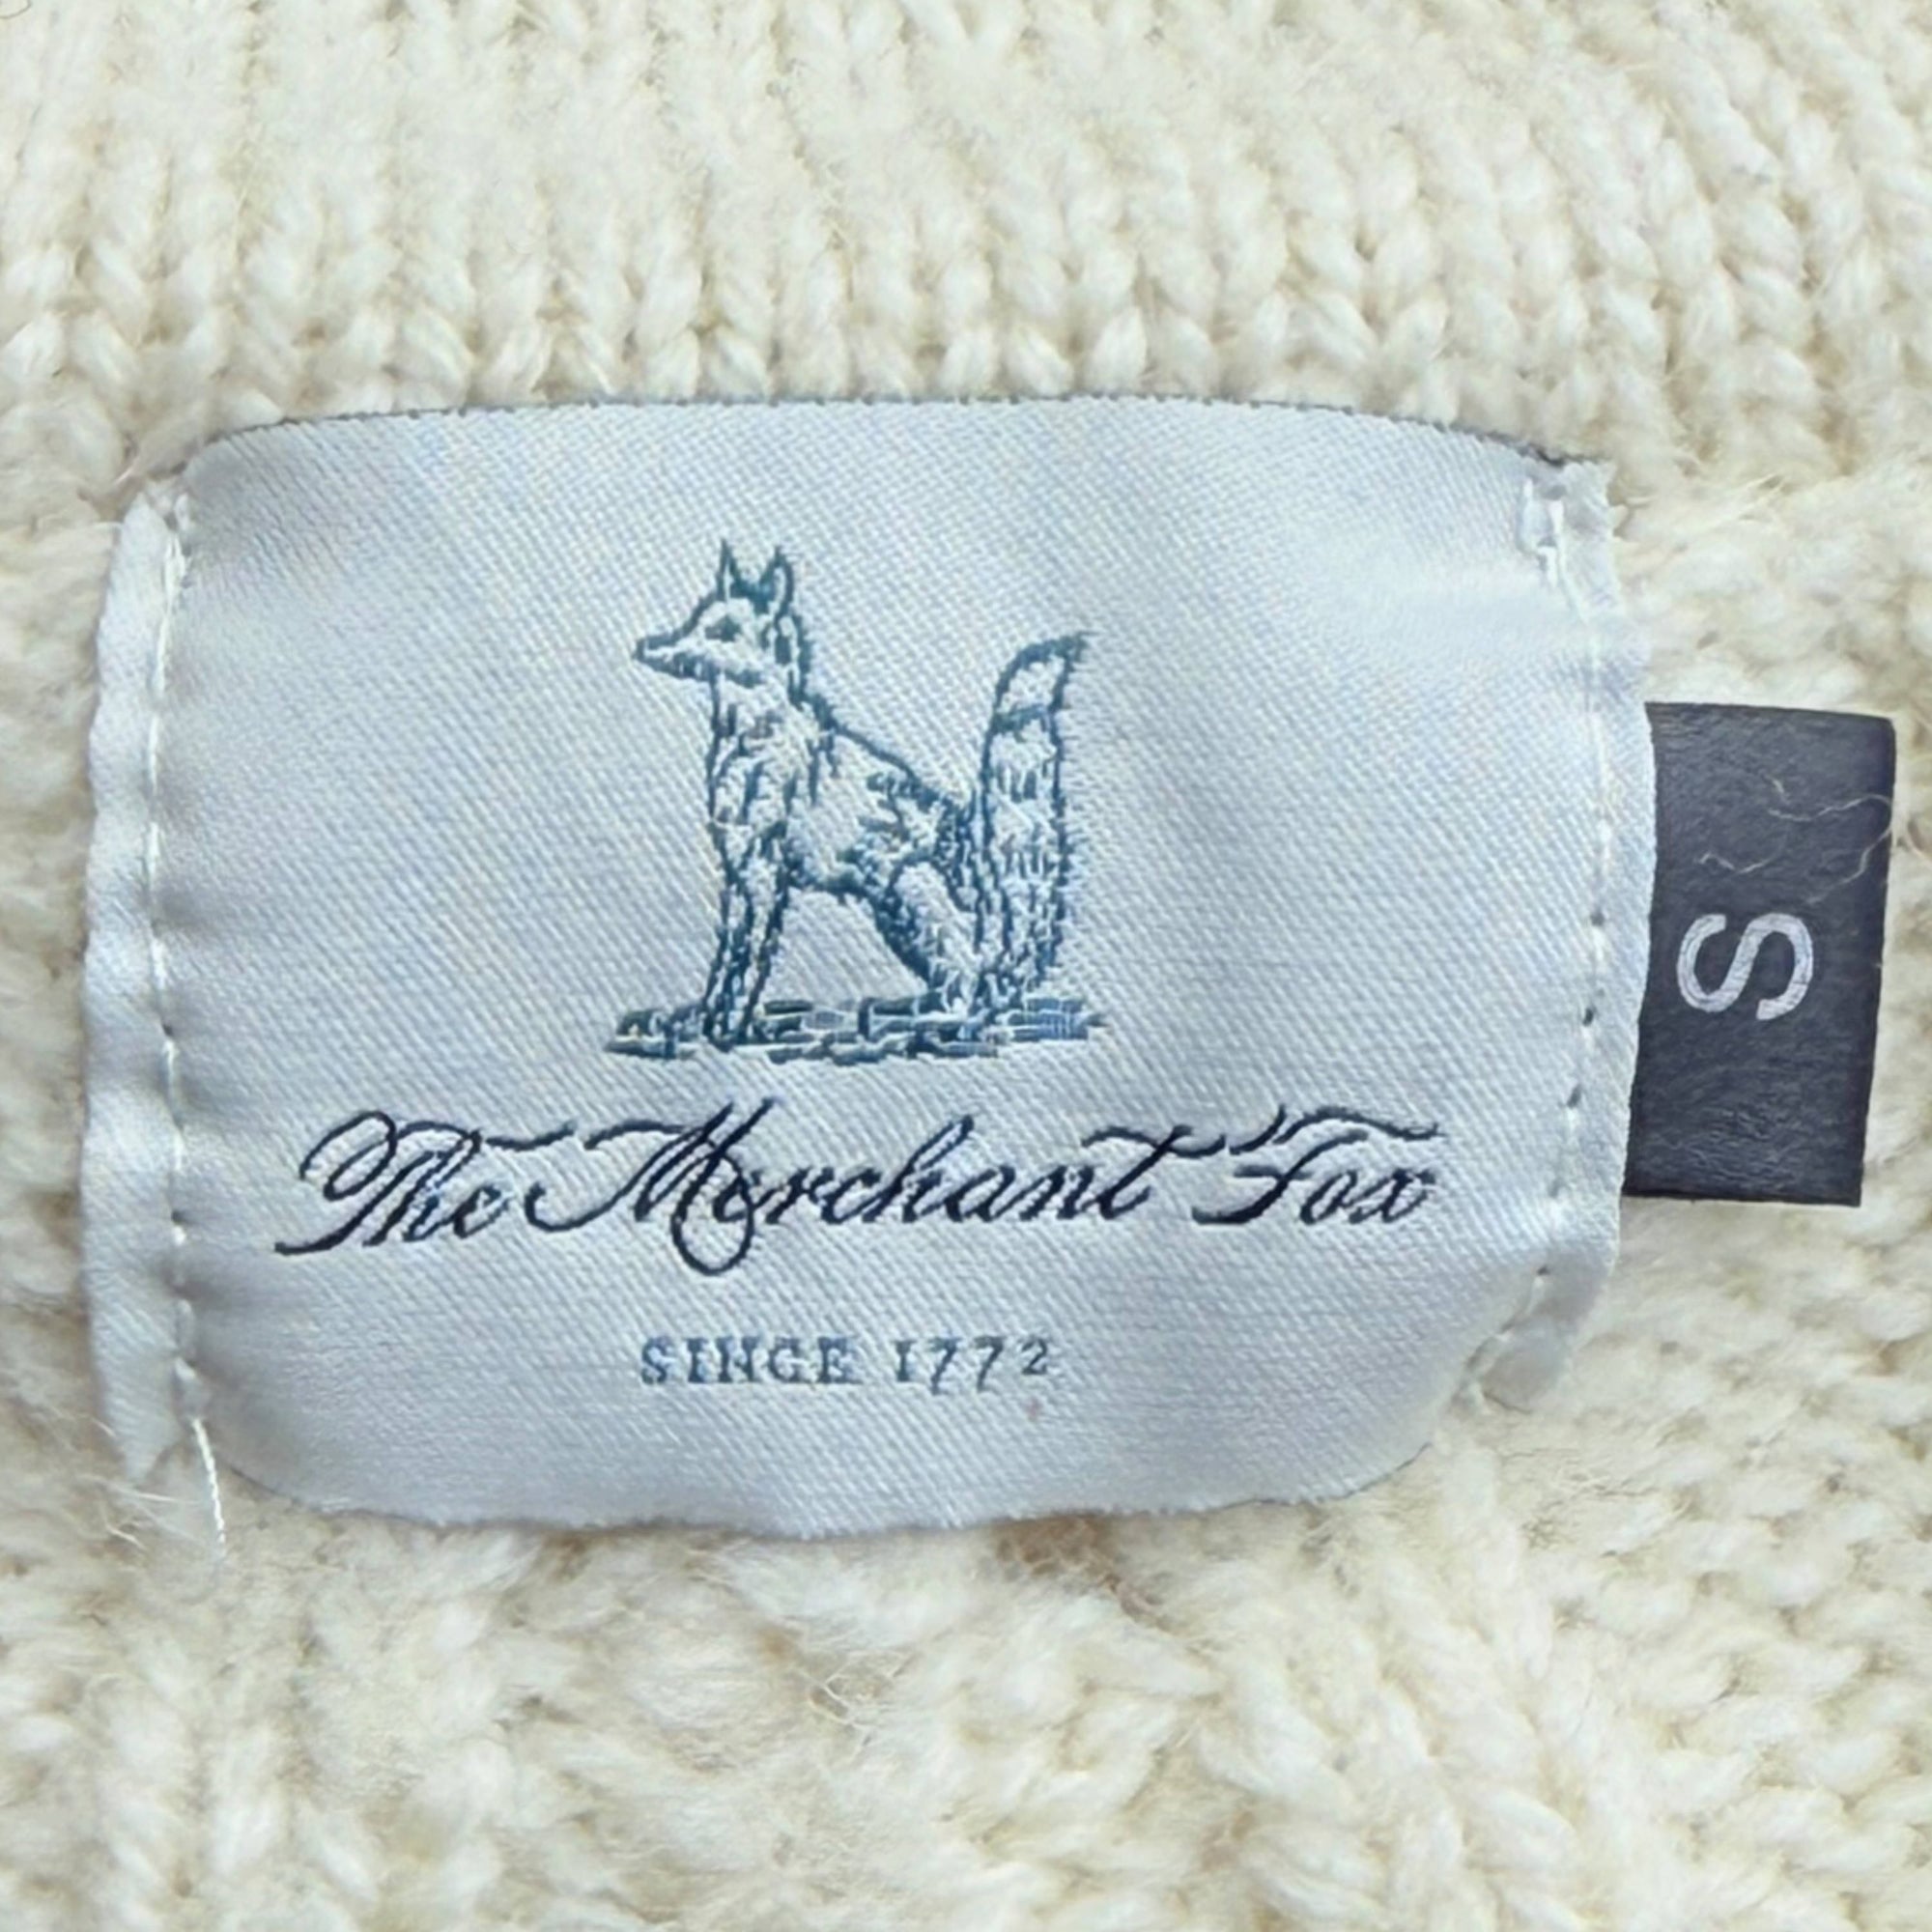 The Merchant Fox
SINCE 1772
S